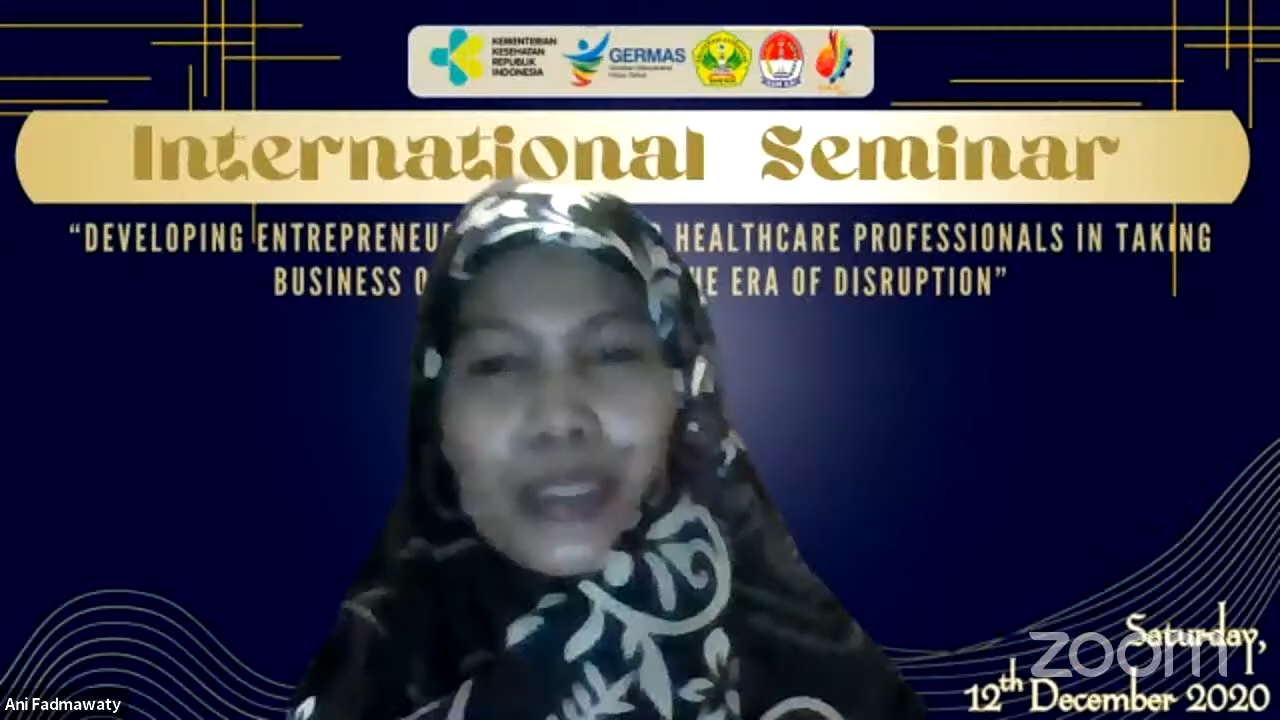 KEMENTERIAN
KESEHATAN
REPUBLIK
INDONESIA
GERMAS
International Seminar
“DEVELOPING ENTREPRENEU HEALTHCARE PROFESSIONALS IN TAKING
BUSINESS O HE ERA OF DISRUPTION”
Saturday,
zoom
12th December 2020
Ani Fadmawaty